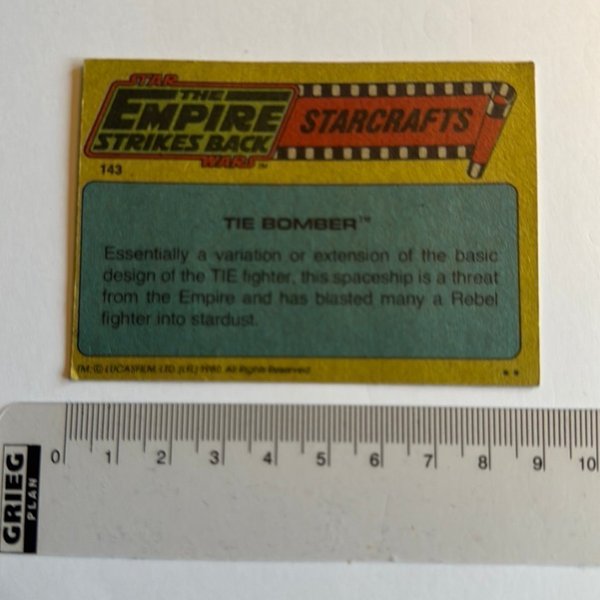 STAR
THE
EMPIRE
STRIKES BACK
WARS™
STARCRAFTS
143
TIE BOMBER™
Essentially a variation or extension of the basic
design of the TIE fighter, this spaceship is a threat
from the Empire and has blasted many a Rebel
fighter into stardust.
TM: © LUCASFILM, LTD. (LFL) 1980. All Rights Reserved. **
0 1 2 3 4 5 6 7 8 9 10
GRIEG
PLAN